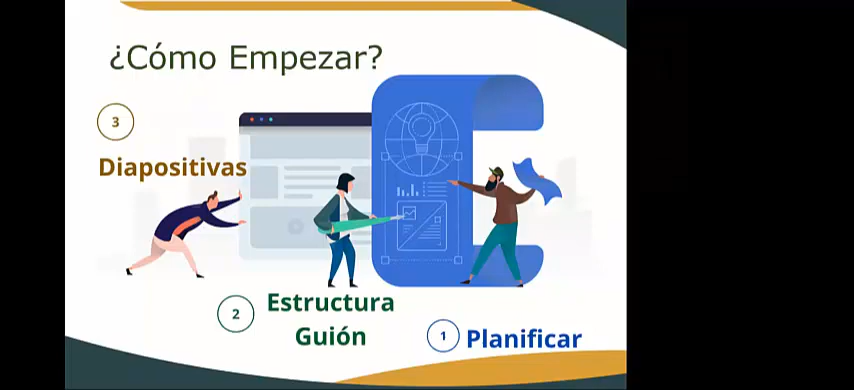 ¿Cómo Empezar?
3
Diapositivas
2
Estructura
Guión
1
Planificar